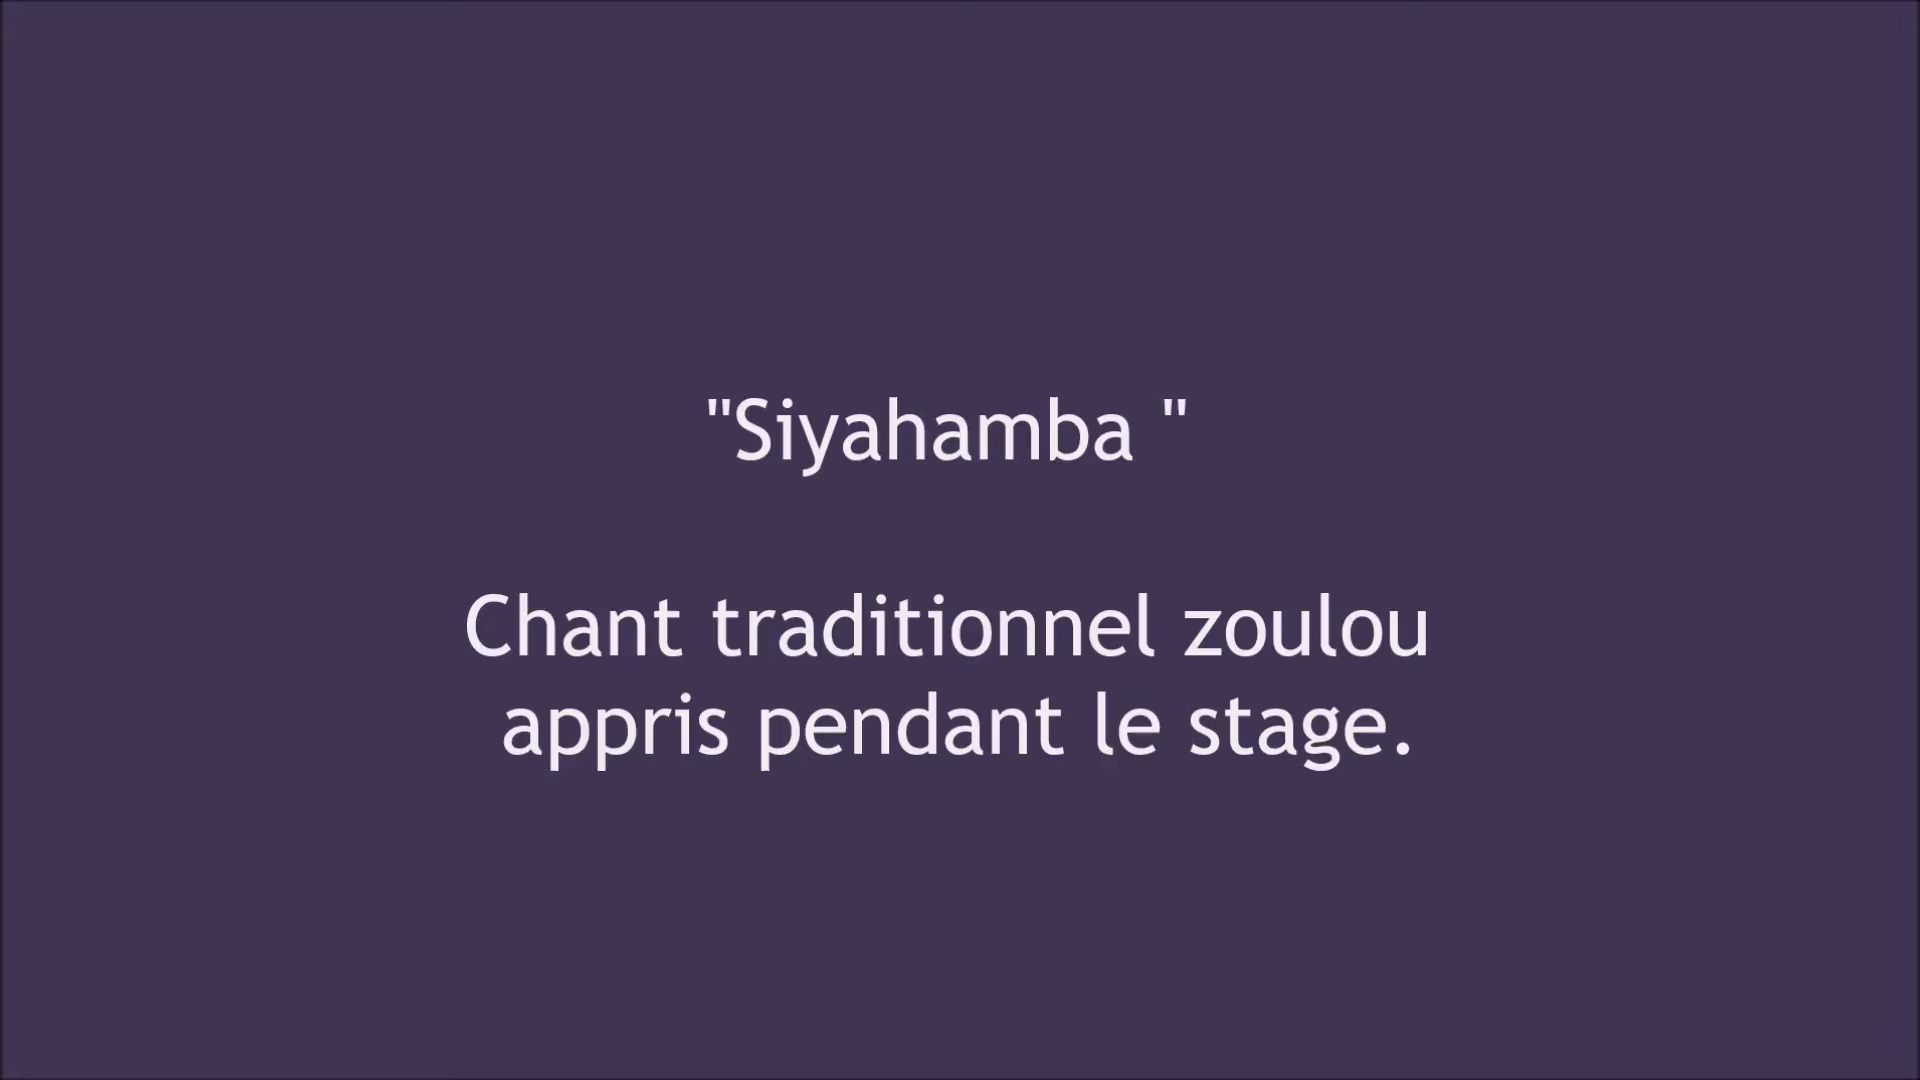 "Siyahamba "
Chant traditionnel zoulou
appris pendant le stage.